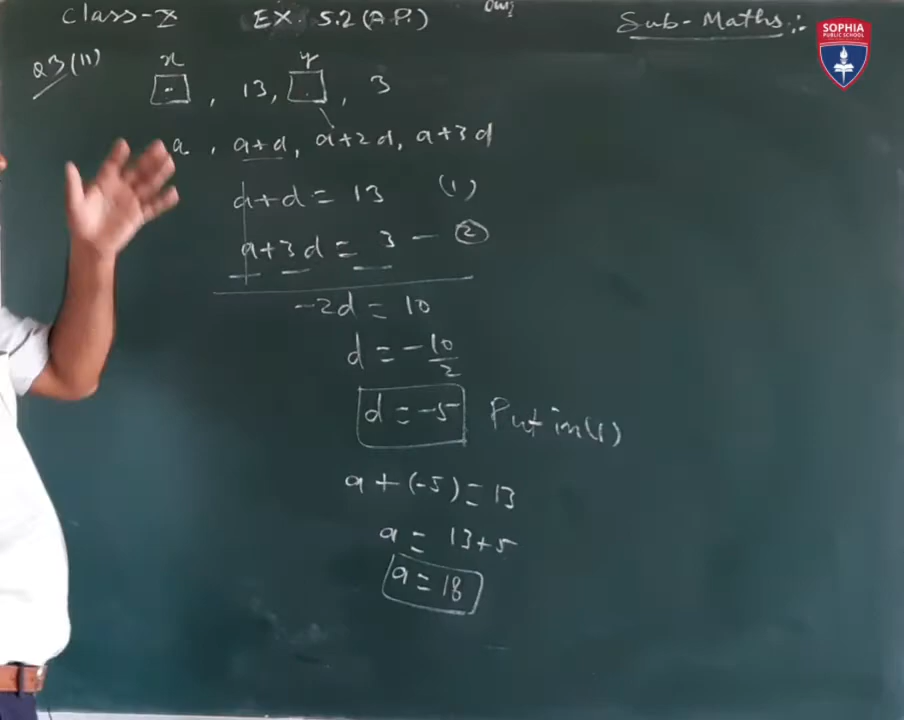 Class-X EX. 5.2 (A.P.) Sub-Maths :-
SOPHIA
PUBLIC SCHOOL
Q3(11)
x y
, 13, , 3
a, a+d, a+2d, a+3d
a+d = 13 (1)
a+3d = 3 - (2)
-2d = 10
d = -10/2
d = -5 Put in (1)
a + (-5) = 13
a = 13+5
a = 18